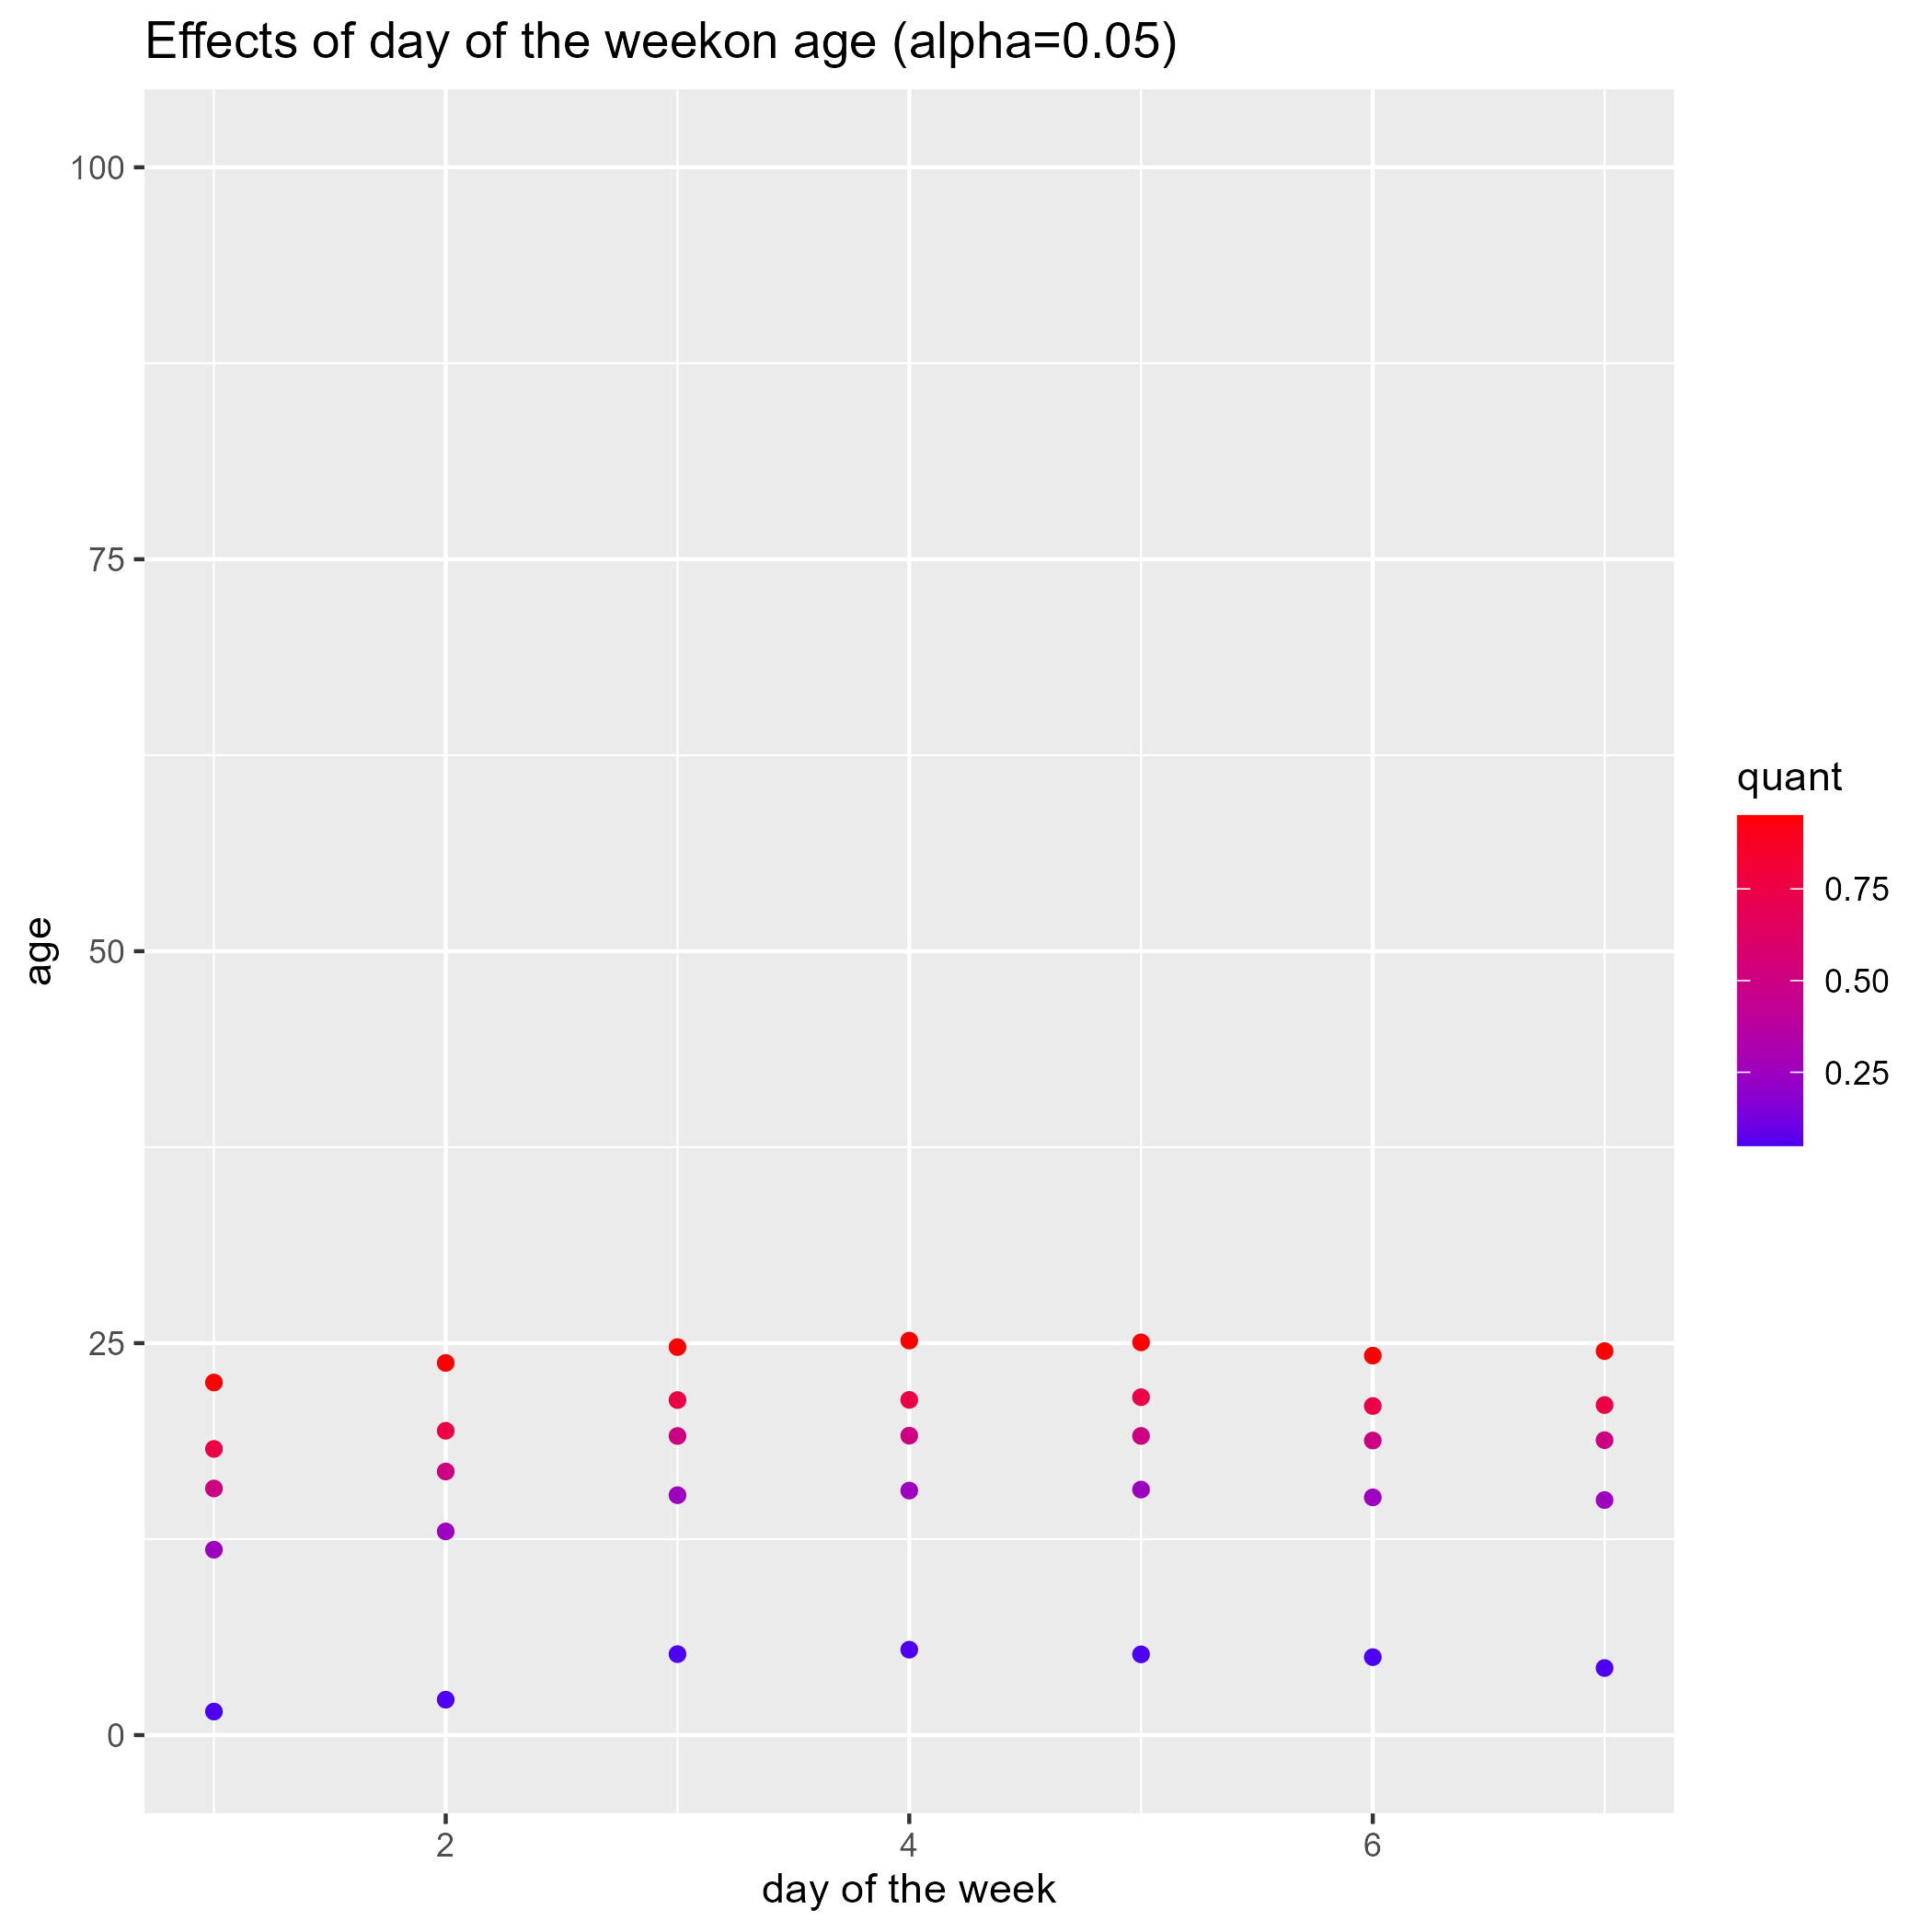 Effects of day of the weekon age (alpha=0.05)
100
75
50
25
0
age
2 4 6
day of the week
quant
0.75
0.50
0.25